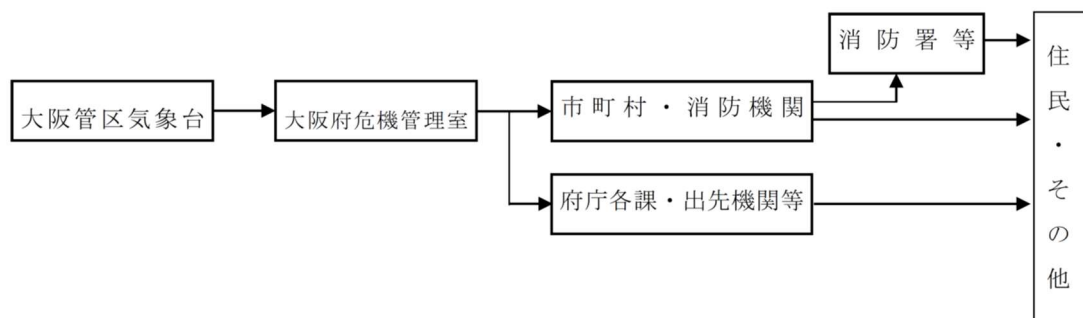 大阪管区気象台
大阪府危機管理室
市町村・消防機関
消防署等
府庁各課・出先機関等
住民・その他